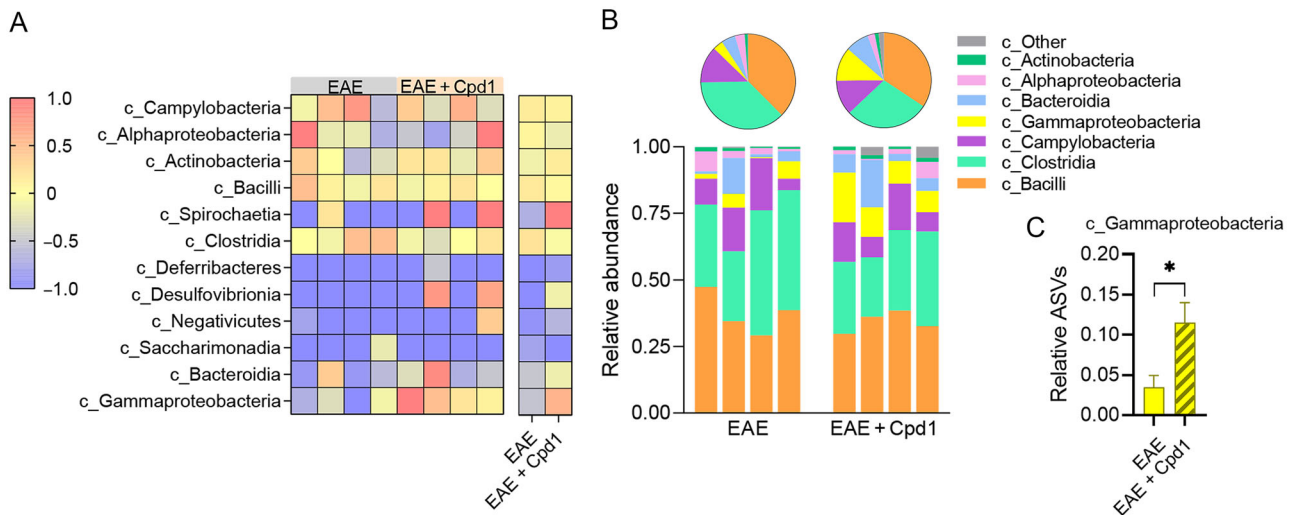 A
EAE
EAE + Cpd1
1.0
0.5
0
−0.5
−1.0
c_Campylobacteria
c_Alphaproteobacteria
c_Actinobacteria
c_Bacilli
c_Spirochaetia
c_Clostridia
c_Deferribacteres
c_Desulfovibrionia
c_Negativicutes
c_Saccharimonadia
c_Bacteroidia
c_Gammaproteobacteria
EAE
EAE + Cpd1
B
c_Other
c_Actinobacteria
c_Alphaproteobacteria
c_Bacteroidia
c_Gammaproteobacteria
c_Campylobacteria
c_Clostridia
c_Bacilli
Relative abundance
1.00
0.75
0.50
0.25
0.00
EAE
EAE + Cpd1
C
c_Gammaproteobacteria
Relative ASVs
0.20
0.15
0.10
0.05
0.00
*
EAE
EAE + Cpd1